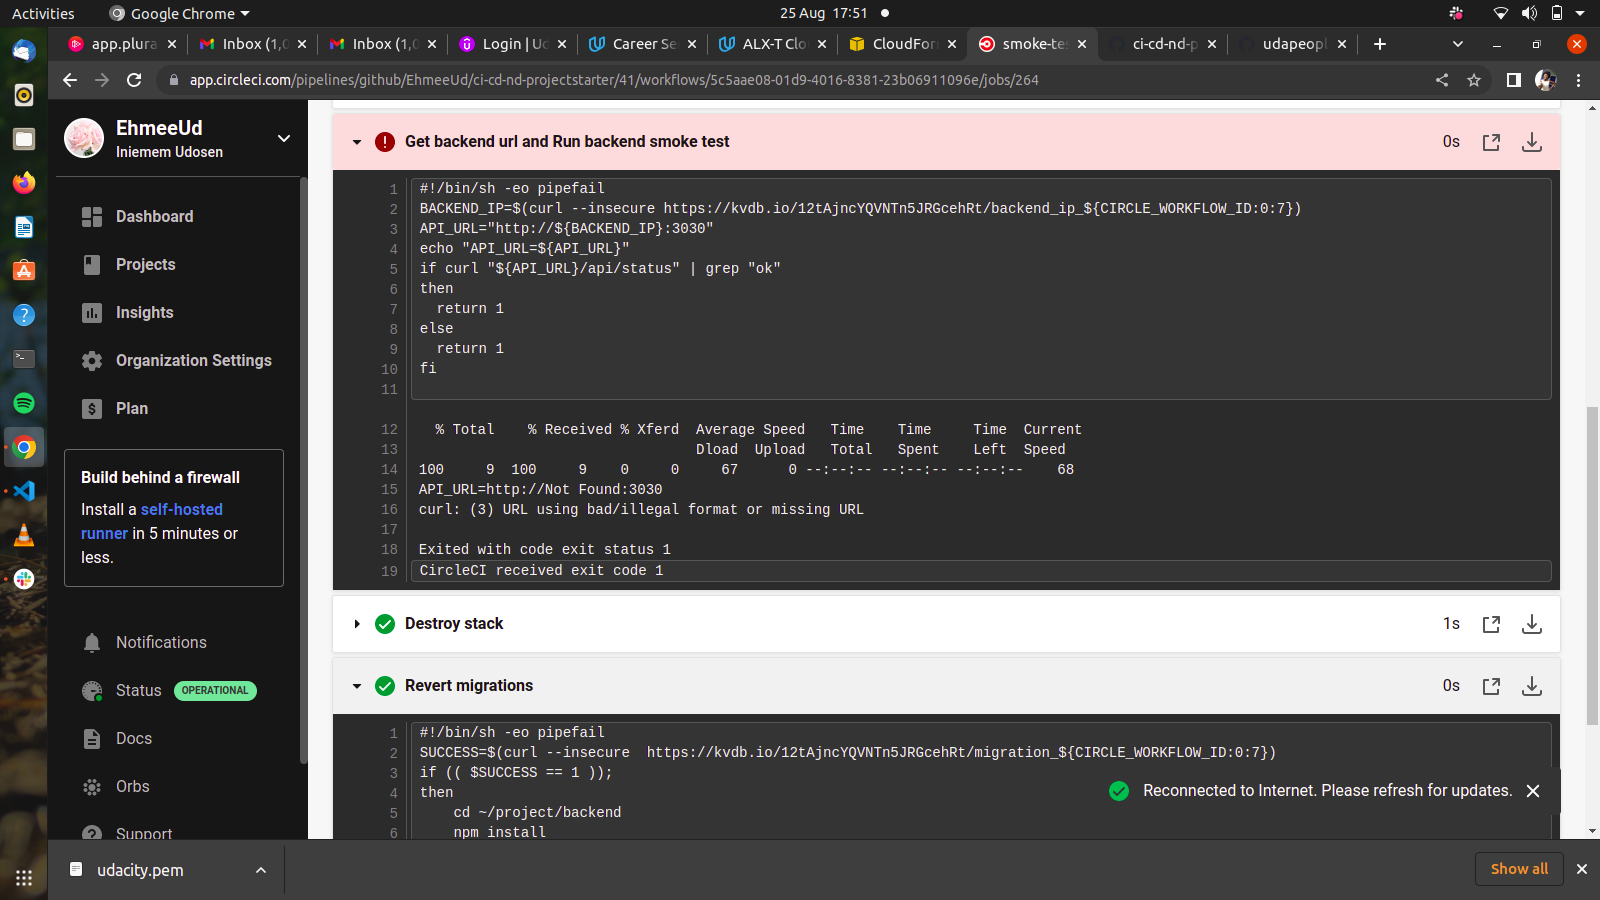 Activities
Google Chrome
25 Aug 17:51
app.plura
Inbox (1,0
Inbox (1,0
Login | Ud
Career Se
ALX-T Clo
CloudForm
smoke-tes
ci-cd-nd-p
udapeopl
app.circleci.com/pipelines/github/EhmeeUd/ci-cd-nd-projectstarter/41/workflows/5c5aae08-01d9-4016-8381-23b06911096e/jobs/264
EhmeeUd
Iniemem Udosen
Dashboard
Projects
Insights
Organization Settings
Plan
Build behind a firewall
Install a self-hosted
runner in 5 minutes or
less.
Notifications
Status OPERATIONAL
Docs
Orbs
Support
Get backend url and Run backend smoke test 0s
1 #!/bin/sh -eo pipefail
2 BACKEND_IP=$(curl --insecure https://kvdb.io/12tAjncYQVNTn5JRGcehRt/backend_ip_${CIRCLE_WORKFLOW_ID:0:7})
3 API_URL="http://${BACKEND_IP}:3030"
4 echo "API_URL=${API_URL}"
5 if curl "${API_URL}/api/status" | grep "ok"
6 then
7   return 1
8 else
9   return 1
10 fi
11
12   % Total    % Received % Xferd  Average Speed   Time    Time     Time  Current
13                                  Dload  Upload   Total   Spent    Left  Speed
14 100     9  100     9    0     0     67      0 --:--:-- --:--:-- --:--:--    68
15 API_URL=http://Not Found:3030
16 curl: (3) URL using bad/illegal format or missing URL
17
18 Exited with code exit status 1
19 CircleCI received exit code 1
Destroy stack 1s
Revert migrations 0s
1 #!/bin/sh -eo pipefail
2 SUCCESS=$(curl --insecure  https://kvdb.io/12tAjncYQVNTn5JRGcehRt/migration_${CIRCLE_WORKFLOW_ID:0:7})
3 if (( $SUCCESS == 1 ));
4 then
5     cd ~/project/backend
6     npm install
Reconnected to Internet. Please refresh for updates.
udacity.pem
Show all